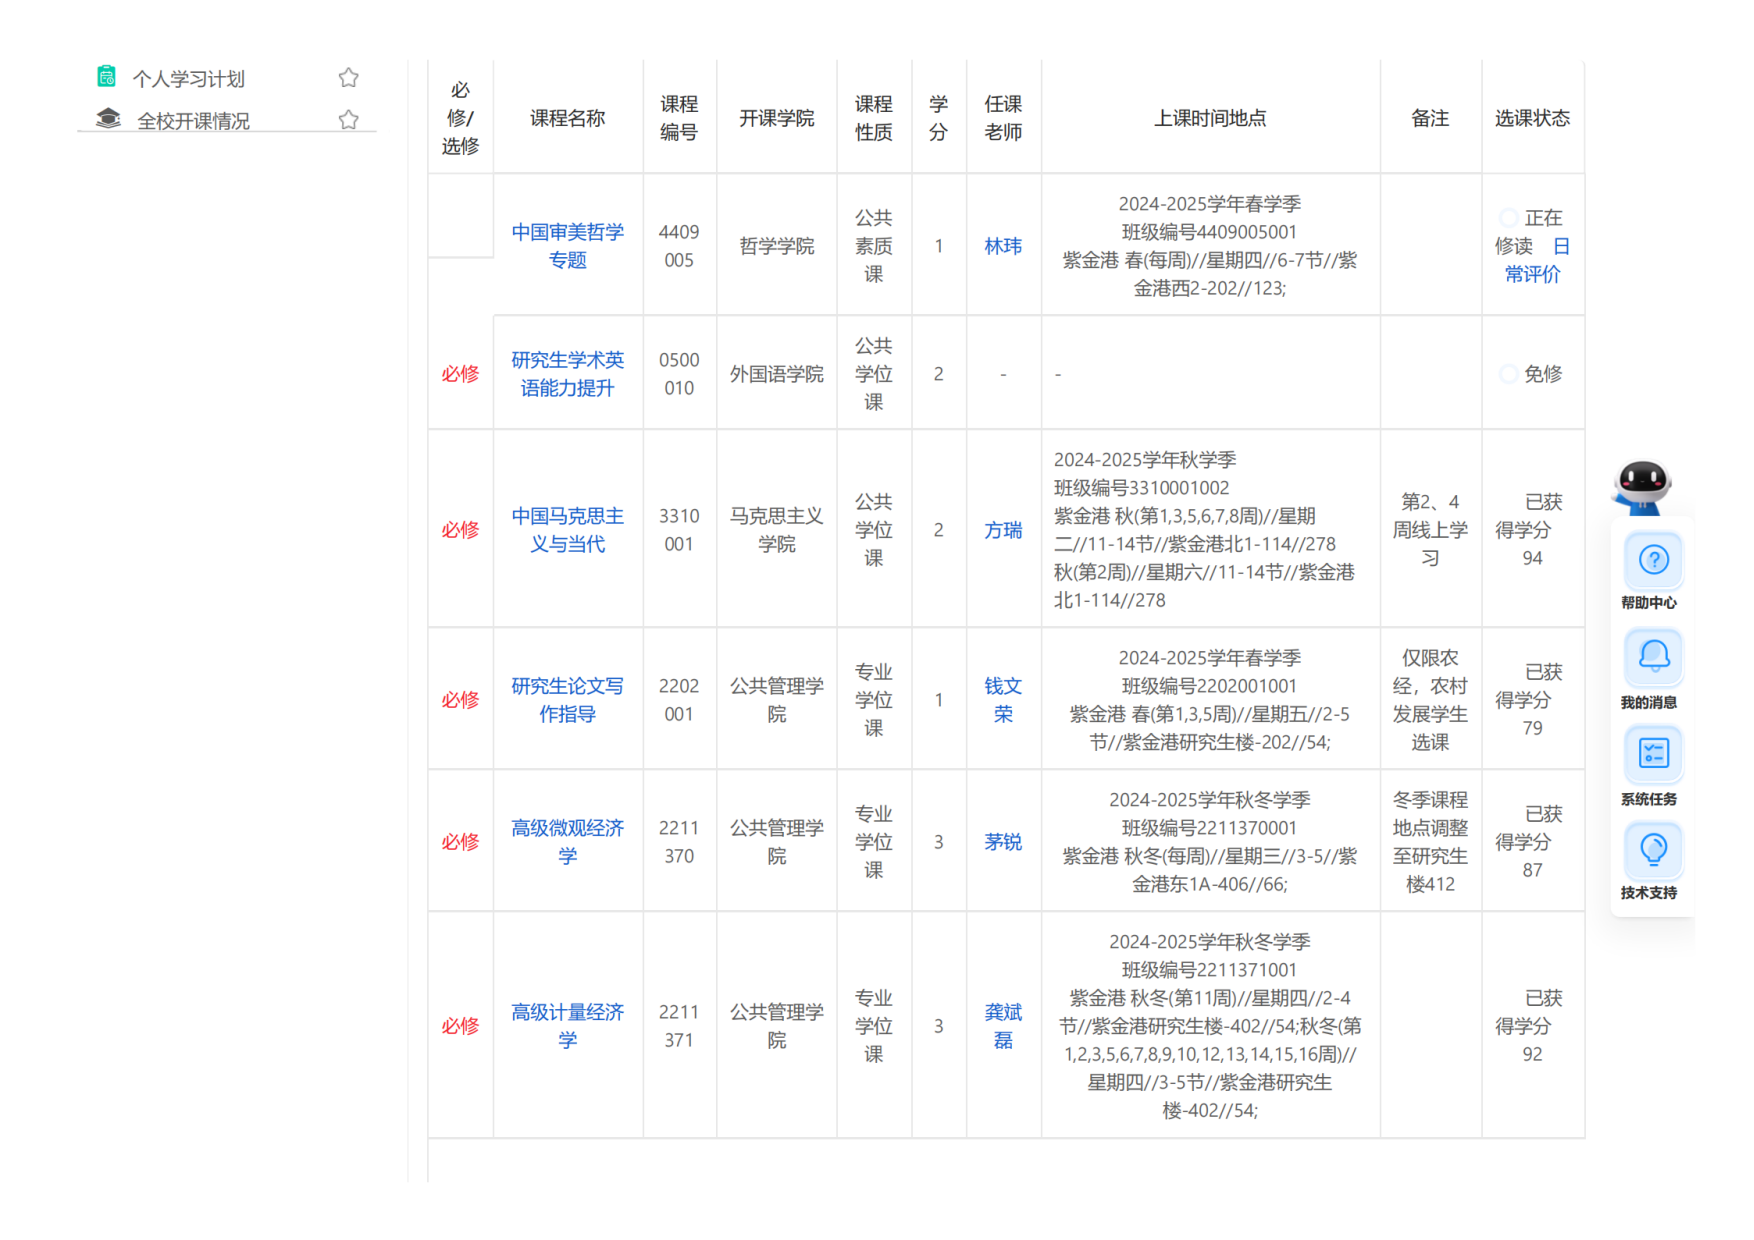 个人学习计划
全校开课情况
必
修/
选修
课程名称
课程
编号
开课学院
课程
性质
学
分
任课
老师
上课时间地点
备注
选课状态
中国审美哲学
专题
4409
005
哲学学院
公共
素质
课
1
林玮
2024-2025学年春学季
班级编号4409005001
紫金港 春(每周)//星期四//6-7节//紫
金港西2-202//123;
正在
修读 日
常评价
必修
研究生学术英
语能力提升
0500
010
外国语学院
公共
学位
课
2
-
-
免修
必修
中国马克思主
义与当代
3310
001
马克思主义
学院
公共
学位
课
2
方瑞
2024-2025学年秋学季
班级编号3310001002
紫金港 秋(第1,3,5,6,7,8周)//星期
二//11-14节//紫金港北1-114//278
秋(第2周)//星期六//11-14节//紫金港
北1-114//278
第2、4
周线上学
习
已获
得学分
94
必修
研究生论文写
作指导
2202
001
公共管理学
院
专业
学位
课
1
钱文
荣
2024-2025学年春学季
班级编号2202001001
紫金港 春(第1,3,5周)//星期五//2-5
节//紫金港研究生楼-202//54;
仅限农
经，农村
发展学生
选课
已获
得学分
79
必修
高级微观经济
学
2211
370
公共管理学
院
专业
学位
课
3
茅锐
2024-2025学年秋冬学季
班级编号2211370001
紫金港 秋冬(每周)//星期三//3-5//紫
金港东1A-406//66;
冬季课程
地点调整
至研究生
楼412
已获
得学分
87
必修
高级计量经济
学
2211
371
公共管理学
院
专业
学位
课
3
龚斌
磊
2024-2025学年秋冬学季
班级编号2211371001
紫金港 秋冬(第11周)//星期四//2-4
节//紫金港研究生楼-402//54;秋冬(第
1,2,3,5,6,7,8,9,10,12,13,14,15,16周)//
星期四//3-5节//紫金港研究生
楼-402//54;
已获
得学分
92
帮助中心
我的消息
系统任务
技术支持